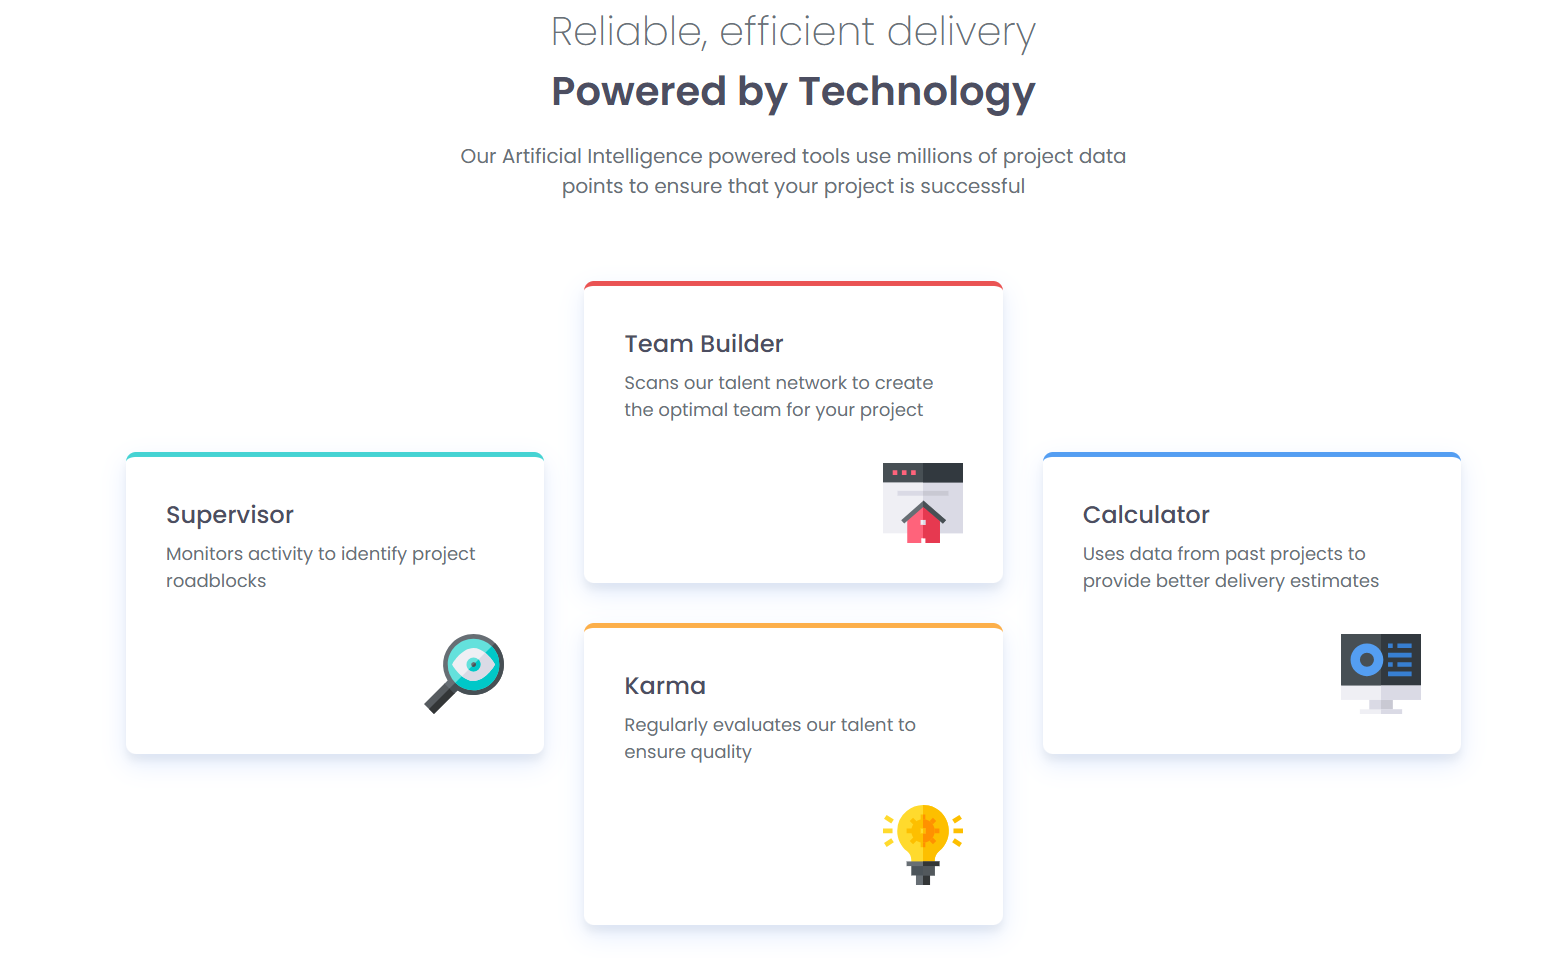 Reliable, efficient delivery
Powered by Technology
Our Artificial Intelligence powered tools use millions of project data
points to ensure that your project is successful
Team Builder
Scans our talent network to create
the optimal team for your project
Supervisor
Monitors activity to identify project
roadblocks
Calculator
Uses data from past projects to
provide better delivery estimates
Karma
Regularly evaluates our talent to
ensure quality